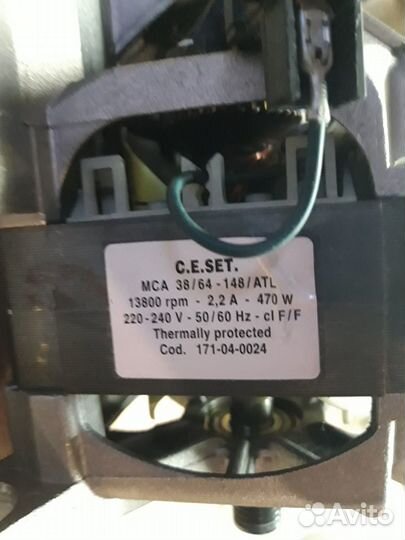 C.E.SET.
MCA 38/64-148/ATL
13800 rpm - 2,2 A - 470 W
220-240 V - 50/60 Hz - cl F/F
Thermally protected
Cod. 171-04-0024
Avito